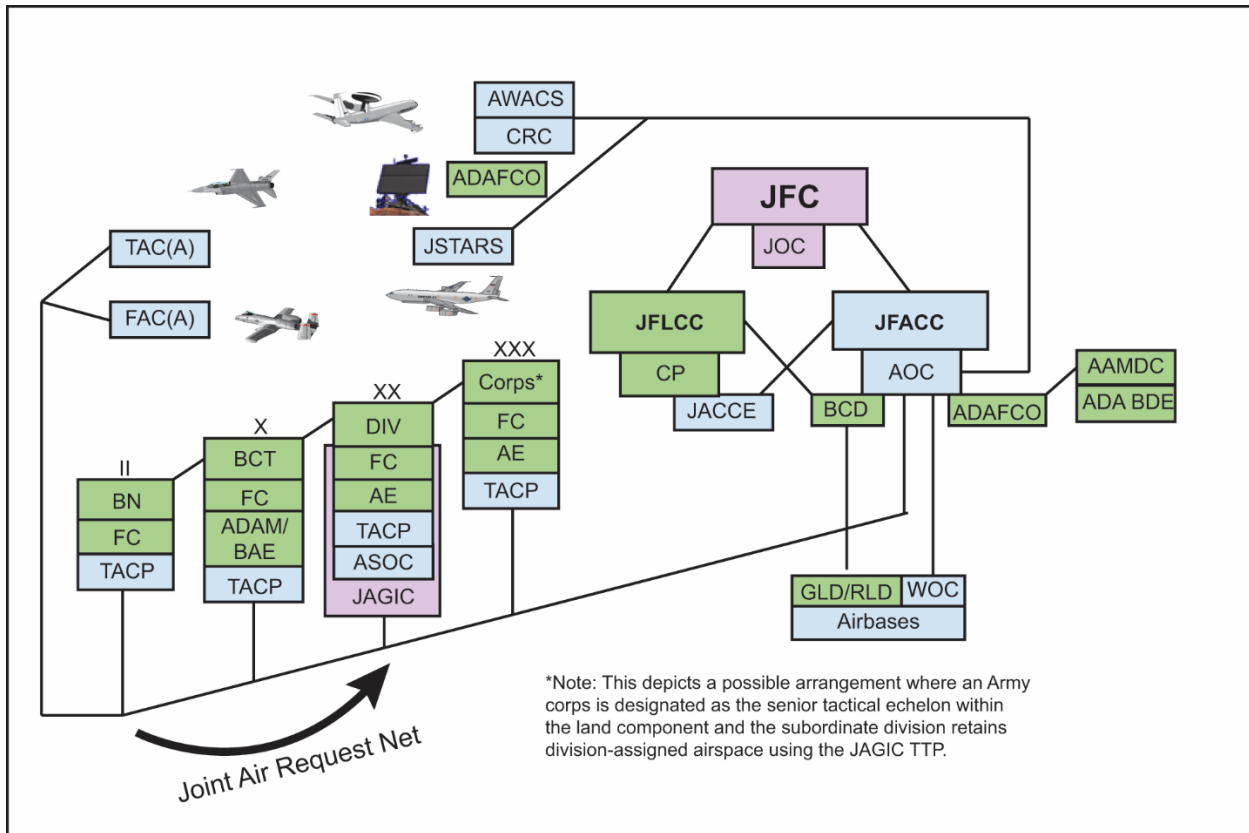 AWACS
CRC
ADAFCO
JFC
JOC
TAC(A)
JSTARS
FAC(A)
JFLCC
CP
JFACC
AOC
JACCE
BCD
ADAFCO
AAMDC
ADA BDE
XXX
Corps*
FC
AE
TACP
XX
DIV
FC
AE
TACP
ASOC
JAGIC
X
BCT
FC
ADAM/
BAE
TACP
II
BN
FC
TACP
GLD/RLD
WOC
Airbases
Joint Air Request Net
*Note: This depicts a possible arrangement where an Army
corps is designated as the senior tactical echelon within
the land component and the subordinate division retains
division-assigned airspace using the JAGIC TTP.